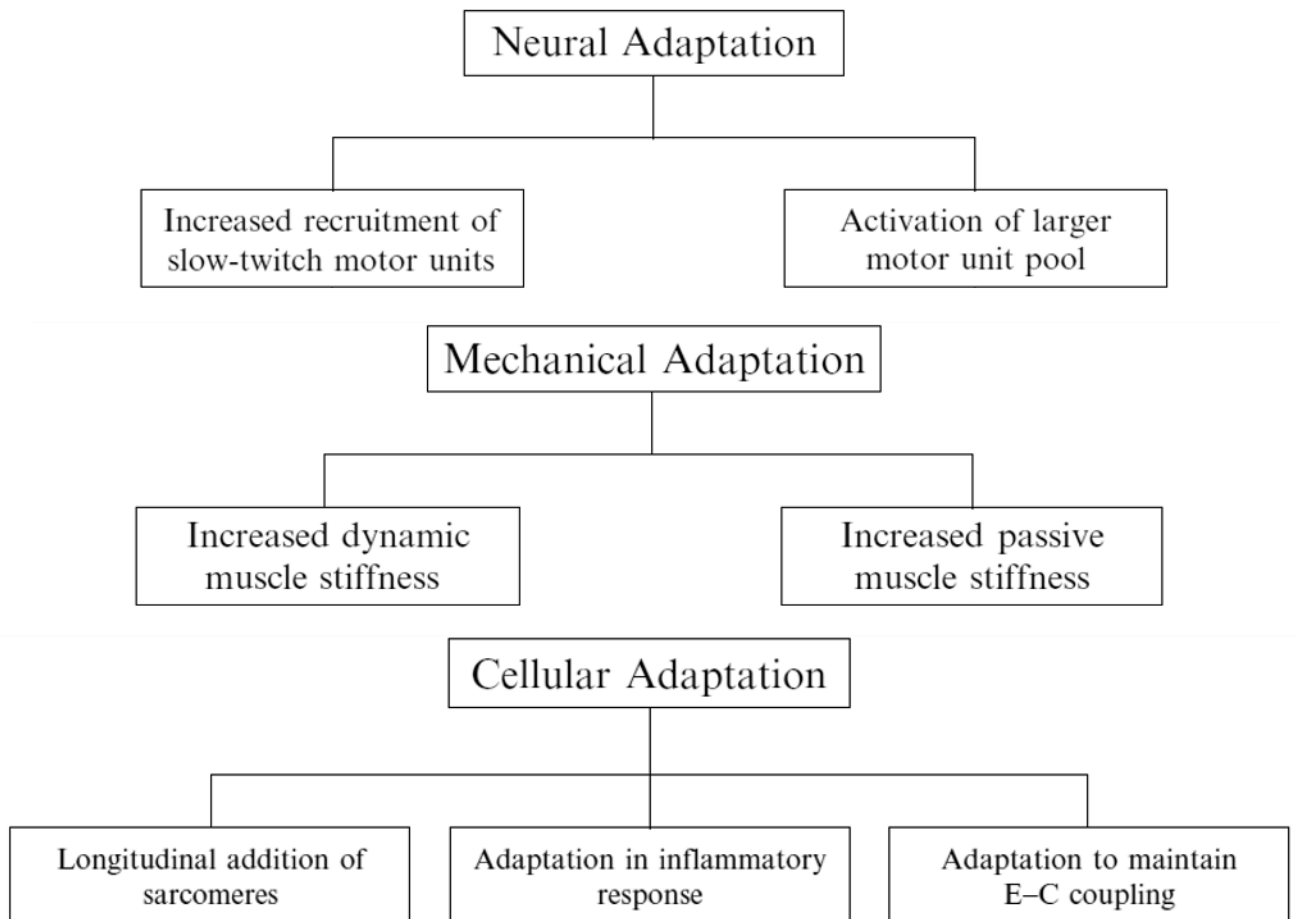 Neural Adaptation
Increased recruitment of
slow-twitch motor units
Activation of larger
motor unit pool
Mechanical Adaptation
Increased dynamic
muscle stiffness
Increased passive
muscle stiffness
Cellular Adaptation
Longitudinal addition of
sarcomeres
Adaptation in inflammatory
response
Adaptation to maintain
E–C coupling